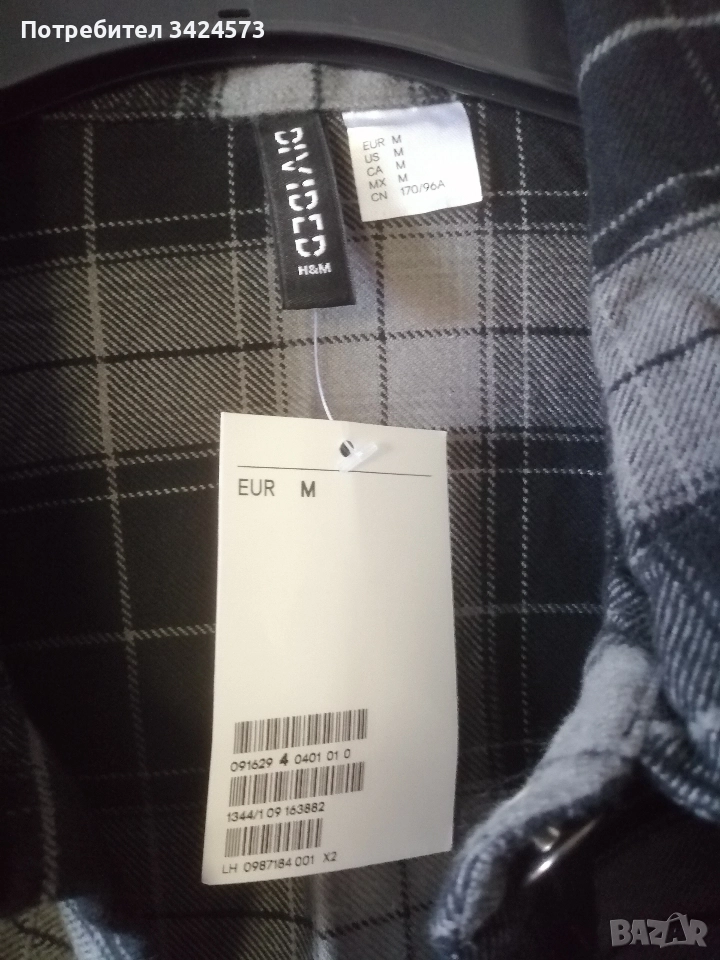 Потребител 3424573
DIVIDED
H&M
EUR M
US M
CA M
MX M
CN 170/96A
EUR M
091629 4 0401 01 0
1344/1 09 163882
LH 0987184 001 X2
BAZAR